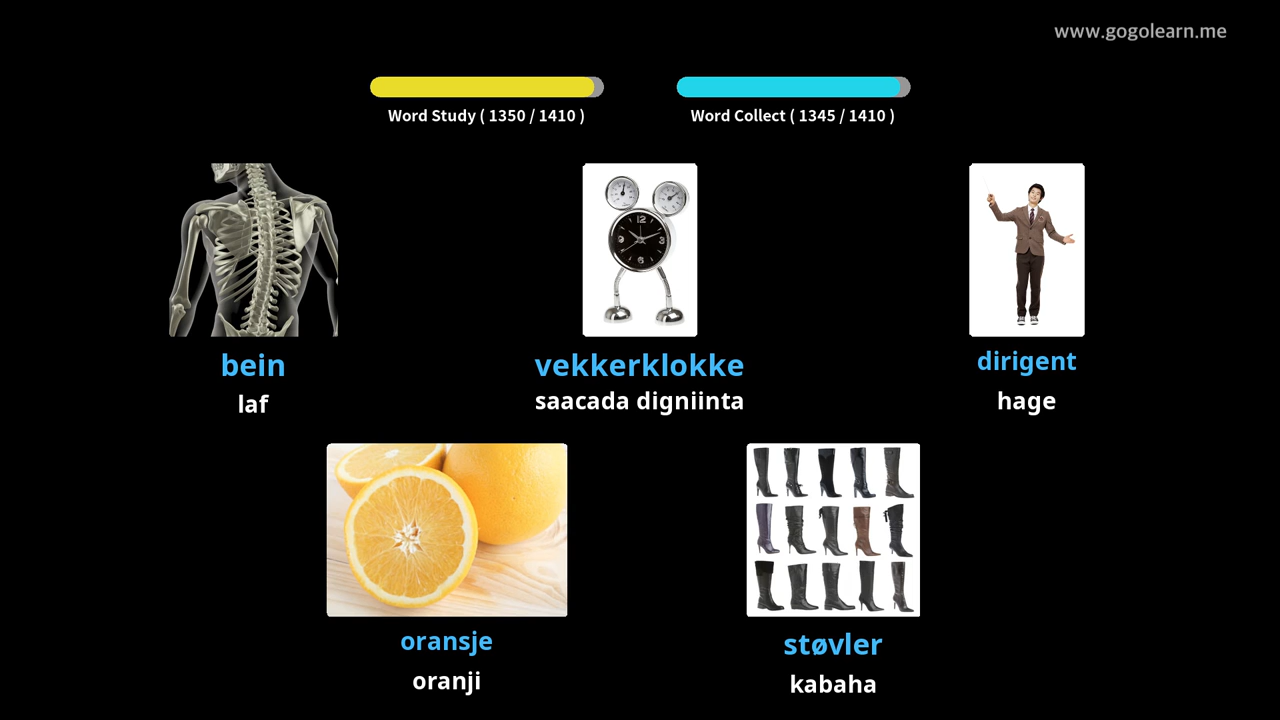 www.gogolearn.me
Word Study ( 1350 / 1410 )
Word Collect ( 1345 / 1410 )
bein
laf
vekkerklokke
saacada digniinta
dirigent
hage
oransje
oranji
støvler
kabaha